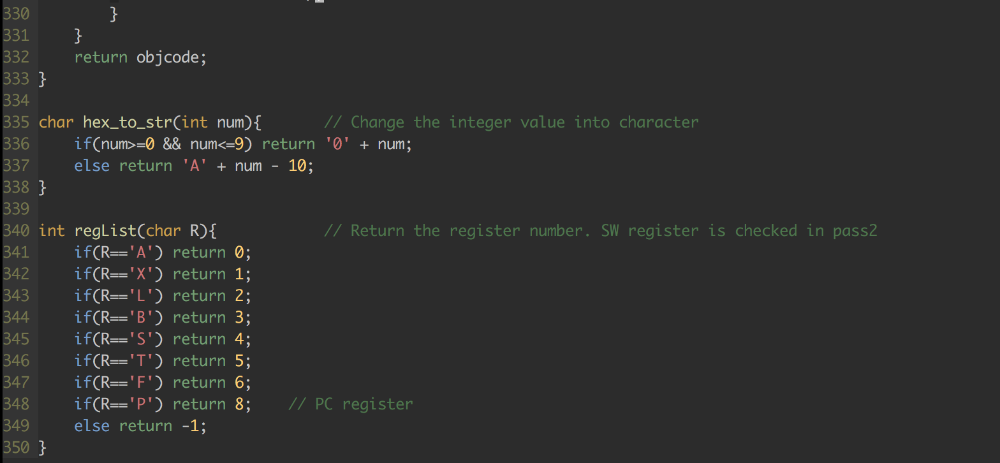 330         }
331     }
332     return objcode;
333 }
334
335 char hex_to_str(int num){       // Change the integer value into character
336     if(num>=0 && num<=9) return '0' + num;
337     else return 'A' + num - 10;
338 }
339
340 int regList(char R){            // Return the register number. SW register is checked in pass2
341     if(R=='A') return 0;
342     if(R=='X') return 1;
343     if(R=='L') return 2;
344     if(R=='B') return 3;
345     if(R=='S') return 4;
346     if(R=='T') return 5;
347     if(R=='F') return 6;
348     if(R=='P') return 8;    // PC register
349     else return -1;
350 }